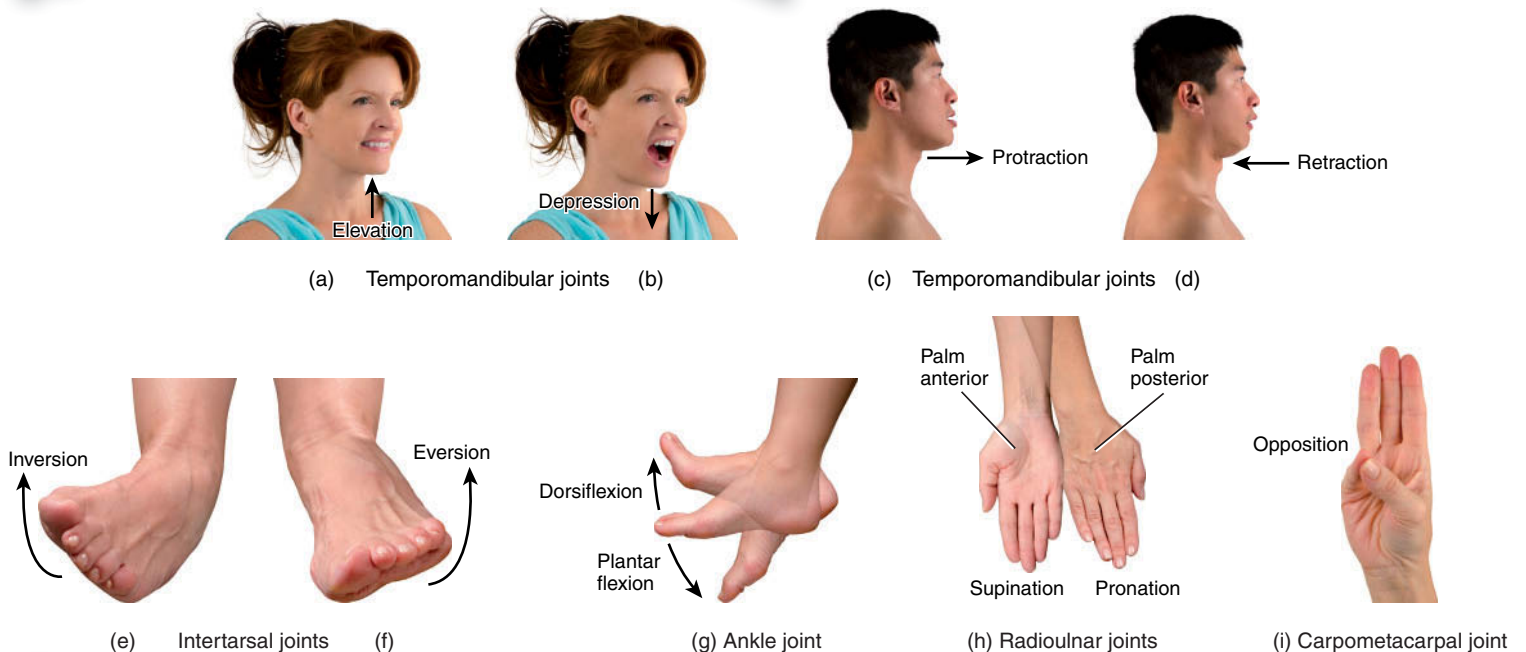 Elevation
Depression
Protraction
Retraction
(a) Temporomandibular joints (b)
(c) Temporomandibular joints (d)
Inversion
Eversion
Dorsiflexion
Plantar
flexion
Palm
anterior
Palm
posterior
Supination
Pronation
Opposition
(e) Intertarsal joints (f)
(g) Ankle joint
(h) Radioulnar joints
(i) Carpometacarpal joint